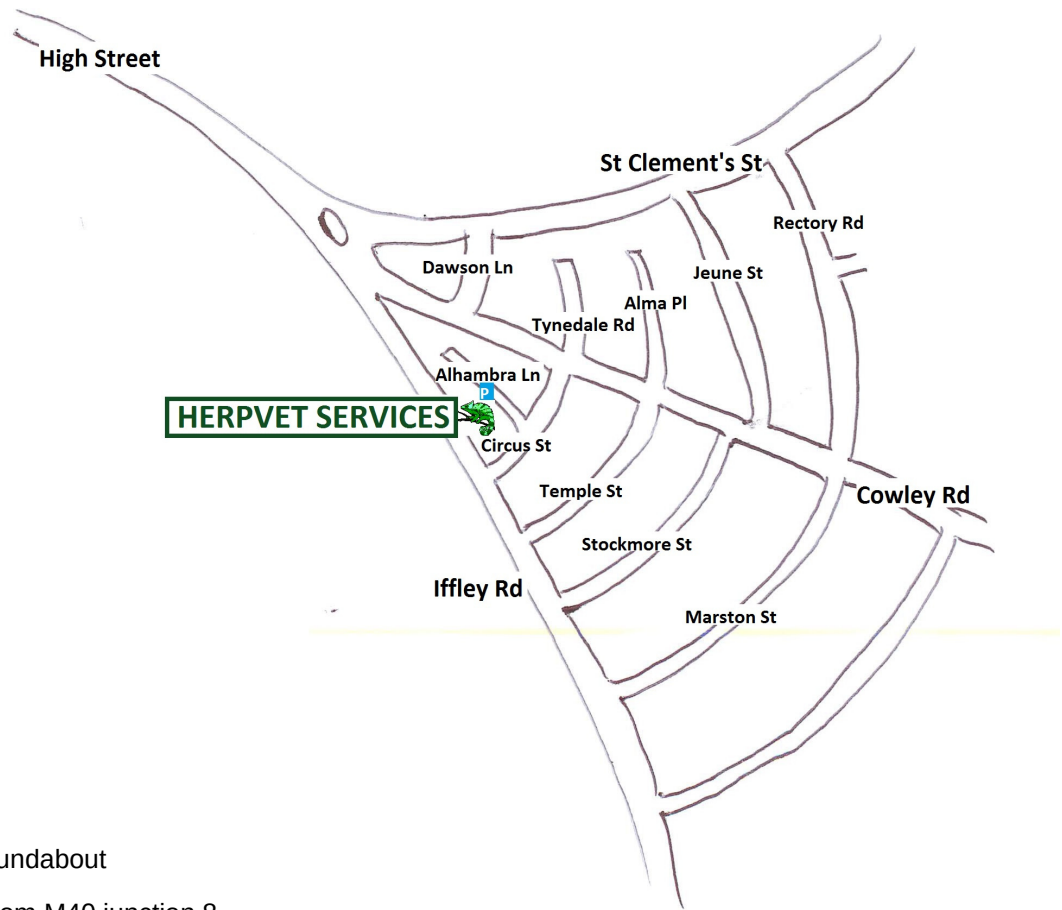 High Street
St Clement's St
Rectory Rd
Dawson Ln
Jeune St
Alma Pl
Tynedale Rd
Alhambra Ln
P
HERPVET SERVICES
Circus St
Temple St
Cowley Rd
Stockmore St
Iffley Rd
Marston St
undabout
om M40 junction 8